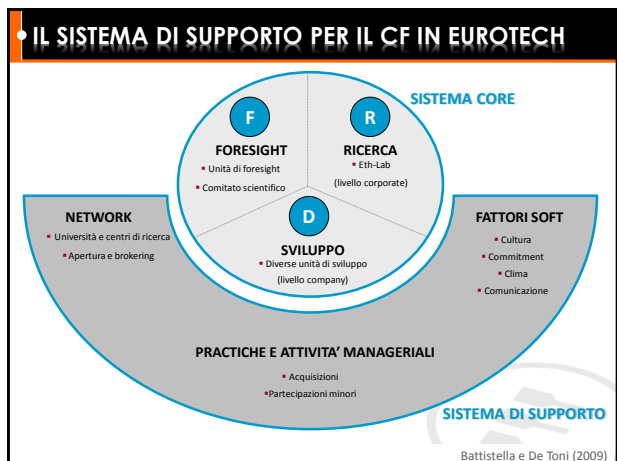 IL SISTEMA DI SUPPORTO PER IL CF IN EUROTECH
SISTEMA CORE
F
FORESIGHT
▪ Unità di foresight
▪ Comitato scientifico
R
RICERCA
▪ Eth-Lab
(livello corporate)
D
SVILUPPO
▪ Diverse unità di sviluppo
(livello company)
NETWORK
▪ Università e centri di ricerca
▪ Apertura e brokering
FATTORI SOFT
▪ Cultura
▪ Commitment
▪ Clima
▪ Comunicazione
PRACTICHE E ATTIVITA’ MANAGERIALI
▪ Acquisizioni
▪ Partecipazioni minori
SISTEMA DI SUPPORTO
Battistella e De Toni (2009)